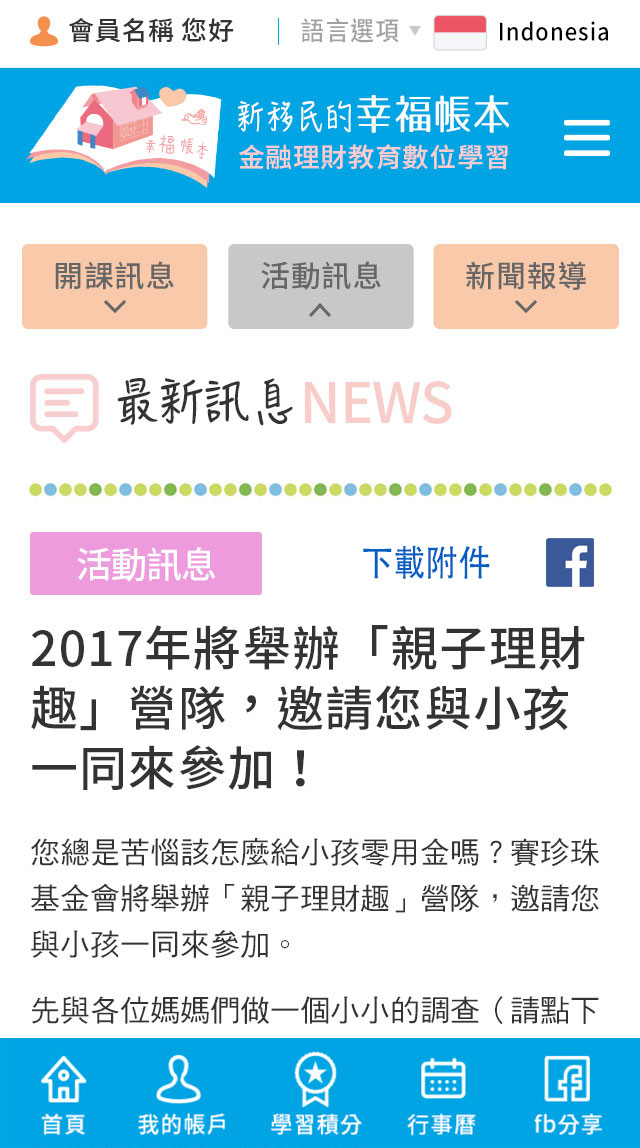 會員名稱 您好 語言選項 Indonesia
幸福帳本
新移民的幸福帳本
金融理財教育數位學習
開課訊息 活動訊息 新聞報導
最新訊息 NEWS
活動訊息 下載附件 f
2017年將舉辦「親子理財
趣」營隊，邀請您與小孩
一同來參加！
您總是苦惱該怎麼給小孩零用金嗎？賽珍珠
基金會將舉辦「親子理財趣」營隊，邀請您
與小孩一同來參加。
先與各位媽媽們做一個小小的調查（請點下
首頁 我的帳戶 學習積分 行事曆 fb分享